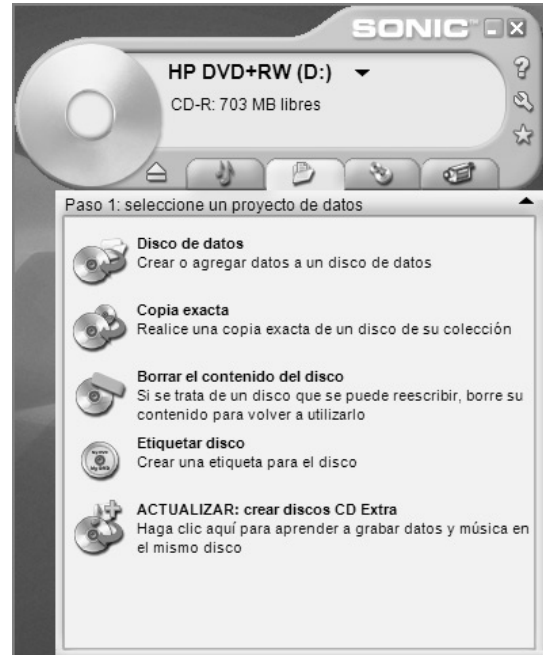 SONIC™
HP DVD+RW (D:)
CD-R: 703 MB libres
Paso 1: seleccione un proyecto de datos
Disco de datos
Crear o agregar datos a un disco de datos
Copia exacta
Realice una copia exacta de un disco de su colección
Borrar el contenido del disco
Si se trata de un disco que se puede reescribir, borre su
contenido para volver a utilizarlo
Etiquetar disco
Crear una etiqueta para el disco
ACTUALIZAR: crear discos CD Extra
Haga clic aquí para aprender a grabar datos y música en
el mismo disco